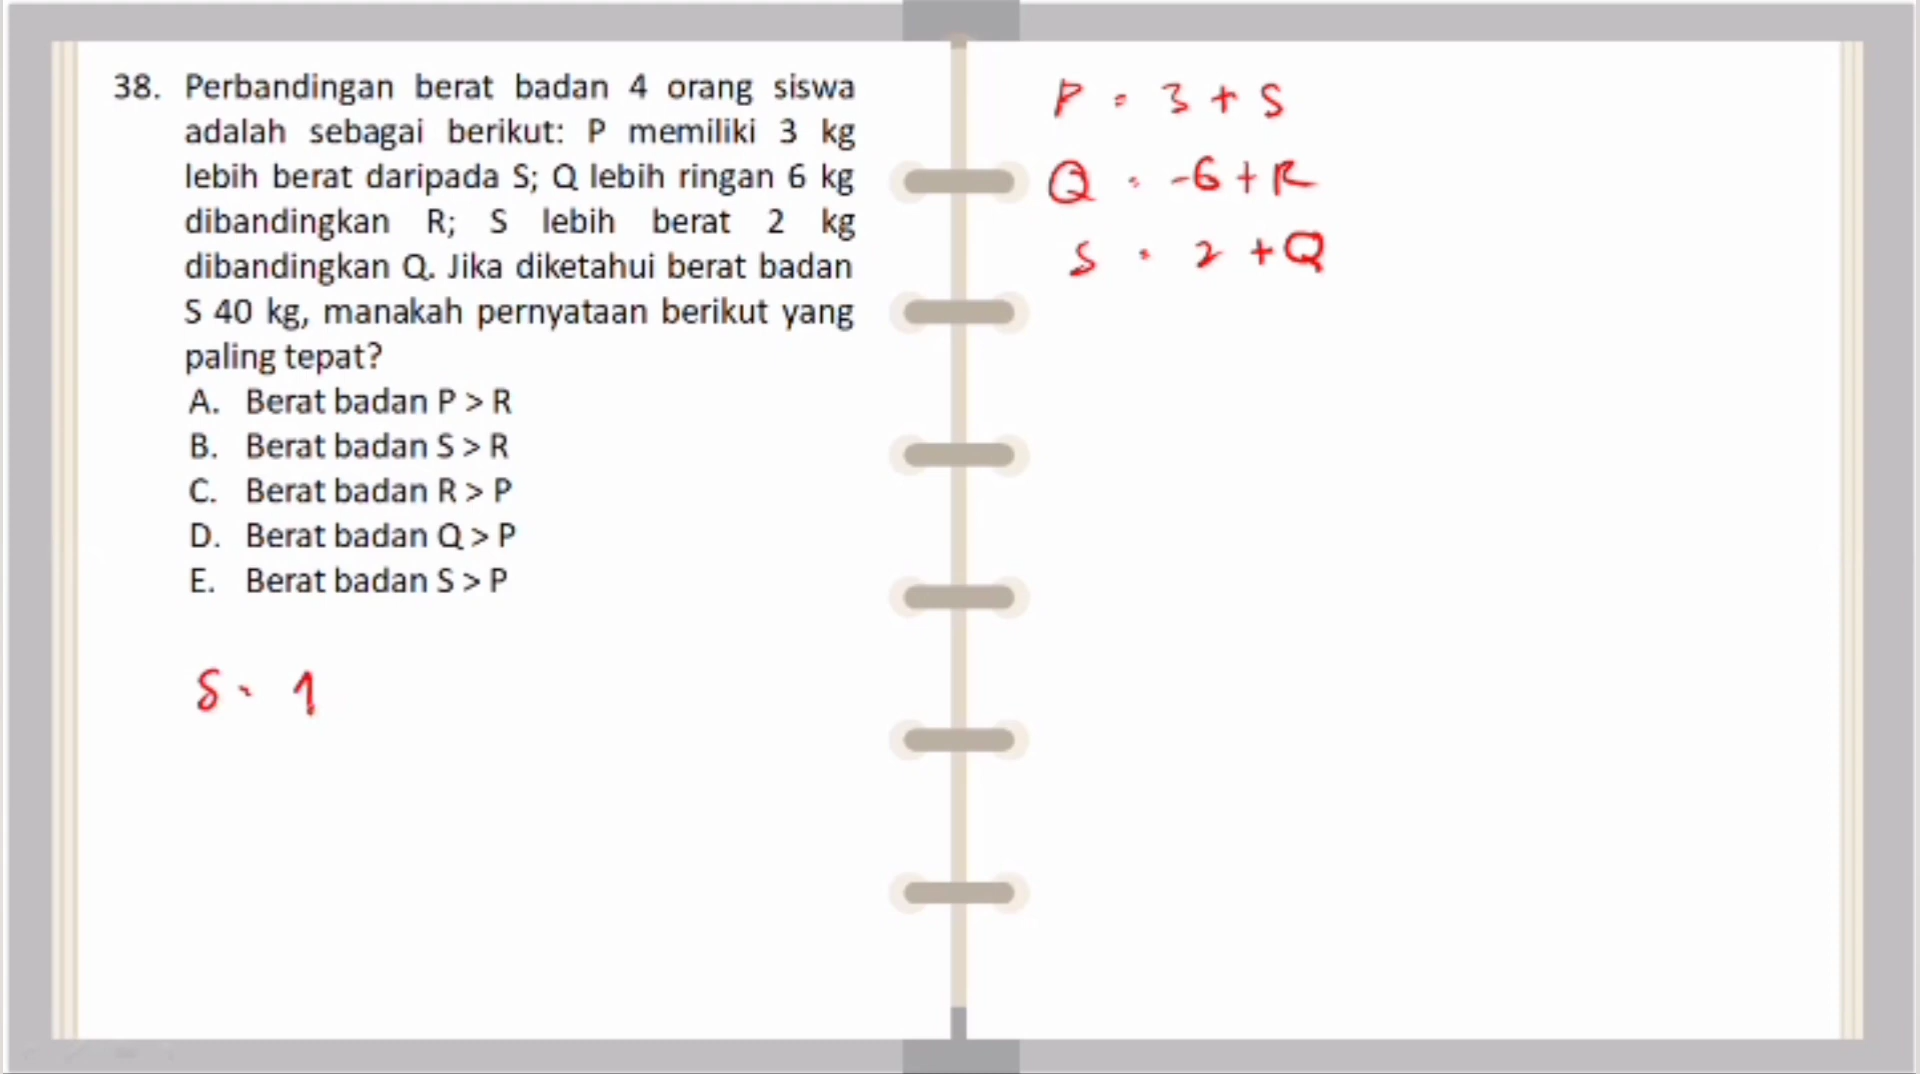 38. Perbandingan berat badan 4 orang siswa
adalah sebagai berikut: P memiliki 3 kg
lebih berat daripada S; Q lebih ringan 6 kg
dibandingkan R; S lebih berat 2 kg
dibandingkan Q. Jika diketahui berat badan
S 40 kg, manakah pernyataan berikut yang
paling tepat?
A. Berat badan P > R
B. Berat badan S > R
C. Berat badan R > P
D. Berat badan Q > P
E. Berat badan S > P
S = 1
P = 3 + S
Q = -6 + R
S = 2 + Q